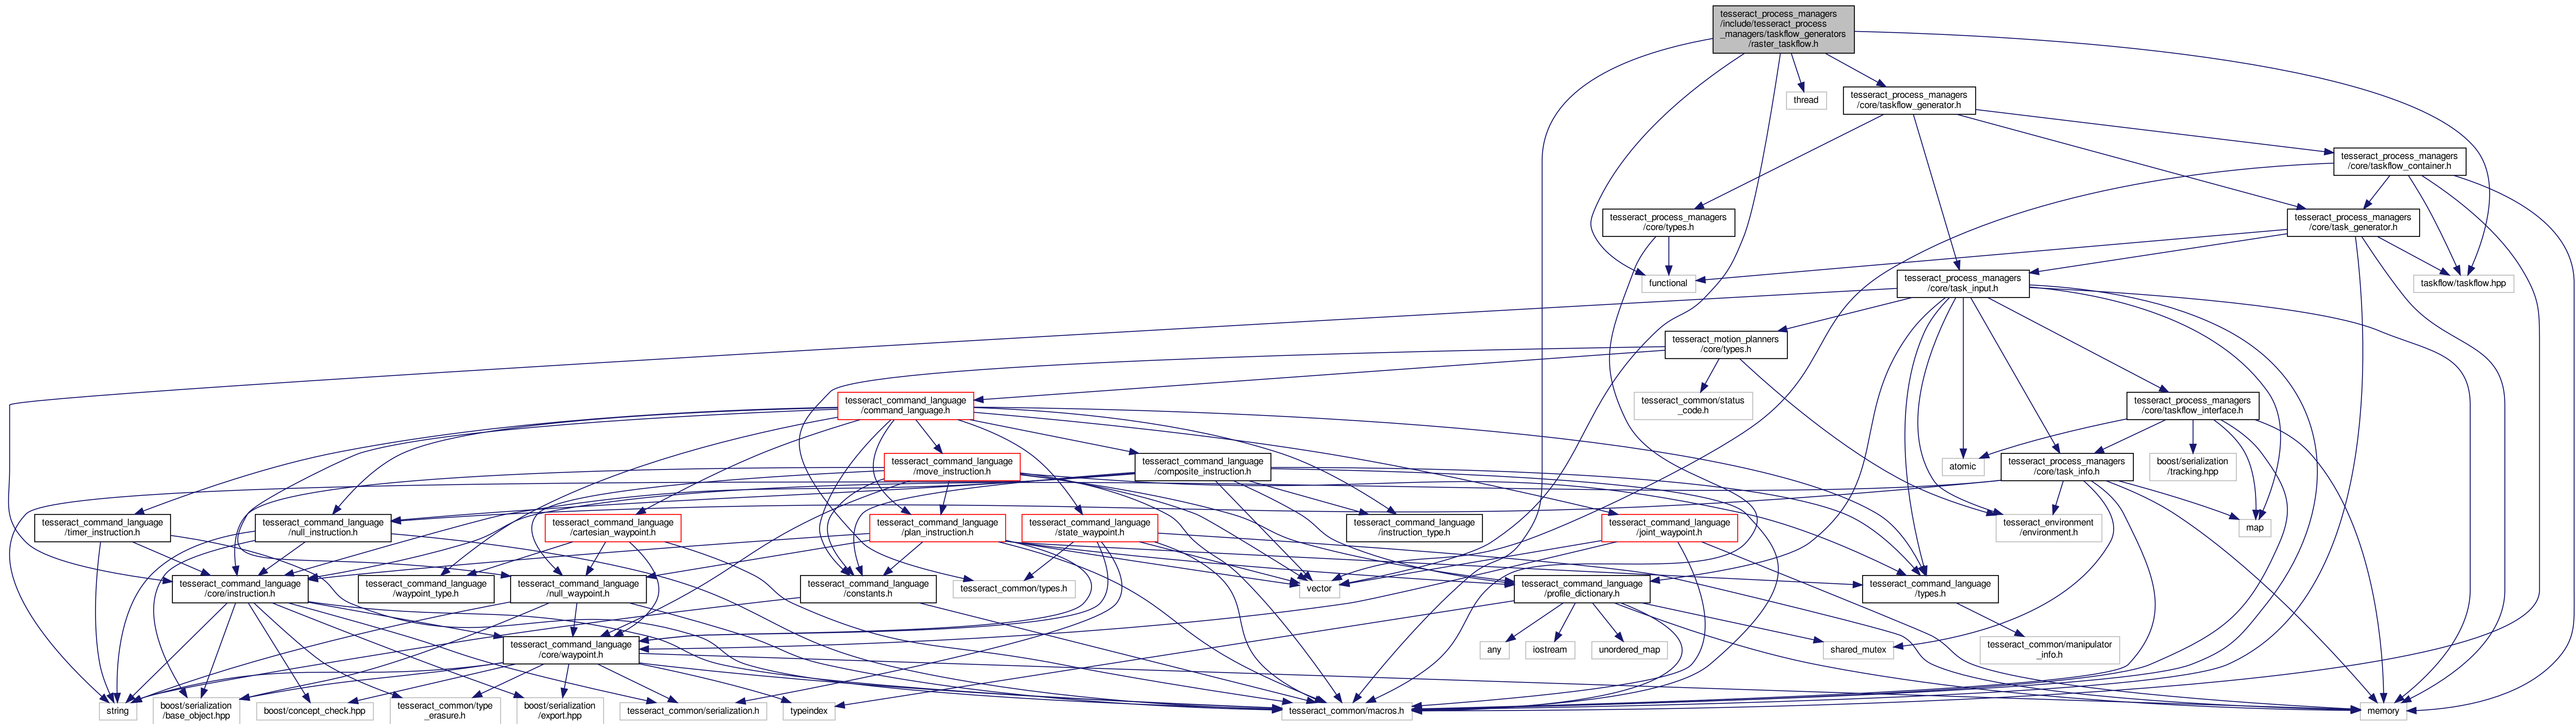 tesseract_process_managers
/include/tesseract_process
_managers/taskflow_generators
/raster_taskflow.h
thread
tesseract_process_managers
/core/taskflow_generator.h
tesseract_process_managers
/core/taskflow_container.h
tesseract_process_managers
/core/types.h
tesseract_process_managers
/core/task_generator.h
functional
tesseract_process_managers
/core/task_input.h
taskflow/taskflow.hpp
tesseract_motion_planners
/core/types.h
tesseract_command_language
/command_language.h
tesseract_common/status
_code.h
tesseract_process_managers
/core/taskflow_interface.h
tesseract_command_language
/move_instruction.h
tesseract_command_language
/composite_instruction.h
atomic
tesseract_process_managers
/core/task_info.h
boost/serialization
/tracking.hpp
tesseract_command_language
/timer_instruction.h
tesseract_command_language
/null_instruction.h
tesseract_command_language
/cartesian_waypoint.h
tesseract_command_language
/plan_instruction.h
tesseract_command_language
/state_waypoint.h
tesseract_command_language
/instruction_type.h
tesseract_command_language
/joint_waypoint.h
tesseract_environment
/environment.h
map
tesseract_command_language
/core/instruction.h
tesseract_command_language
/waypoint_type.h
tesseract_command_language
/null_waypoint.h
tesseract_command_language
/constants.h
tesseract_common/types.h
vector
tesseract_command_language
/profile_dictionary.h
tesseract_command_language
/types.h
tesseract_command_language
/core/waypoint.h
any
iostream
unordered_map
shared_mutex
tesseract_common/manipulator
_info.h
string
boost/serialization
/base_object.hpp
boost/concept_check.hpp
tesseract_common/type
_erasure.h
boost/serialization
/export.hpp
tesseract_common/serialization.h
typeindex
tesseract_common/macros.h
memory